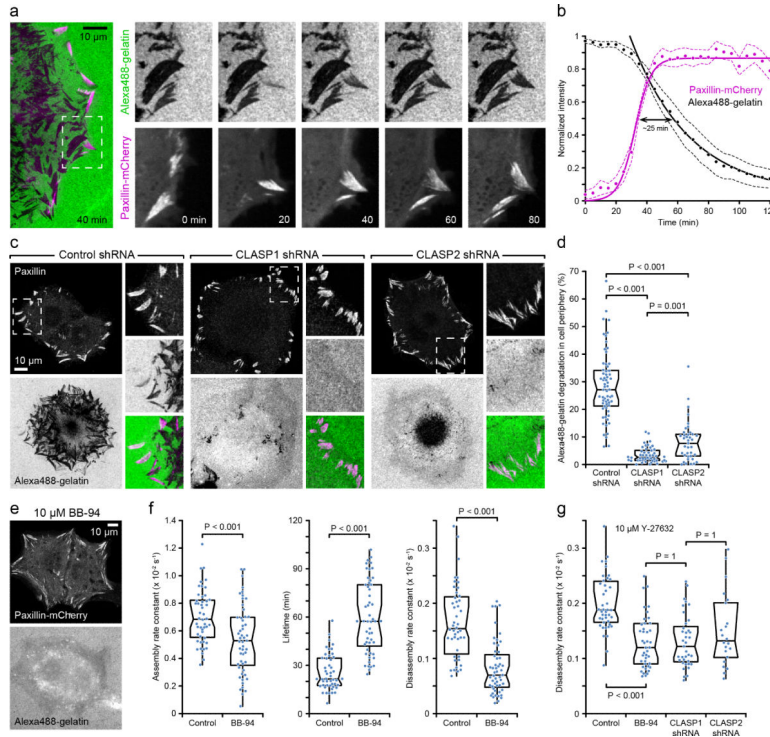 a
10 µm
40 min
Alexa488-gelatin
Paxillin-mCherry
0 min
20
40
60
80
b
Normalized intensity
1
0.8
0.6
0.4
0.2
0
Paxillin-mCherry
Alexa488-gelatin
~25 min
0 20 40 60 80 100 120
Time (min)
c
Control shRNA
CLASP1 shRNA
CLASP2 shRNA
Paxillin
10 µm
Alexa488-gelatin
d
Alexa488-gelatin degradation in cell periphery (%)
70
60
50
40
30
20
10
0
P < 0.001
P < 0.001
P = 0.001
Control shRNA
CLASP1 shRNA
CLASP2 shRNA
e
10 µM BB-94
10 µm
Paxillin-mCherry
Alexa488-gelatin
f
Assembly rate constant (x 10⁻² s⁻¹)
1.4
1.2
1.0
0.8
0.6
0.4
0.2
0
P < 0.001
Control BB-94
Lifetime (min)
120
90
60
30
0
P < 0.001
Control BB-94
Disassembly rate constant (x 10⁻² s⁻¹)
0.3
0.2
0.1
0
P < 0.001
Control BB-94
g
10 µM Y-27632
Disassembly rate constant (x 10⁻² s⁻¹)
0.3
0.2
0.1
0
P = 1
P = 1
P < 0.001
Control BB-94 CLASP1 shRNA CLASP2 shRNA